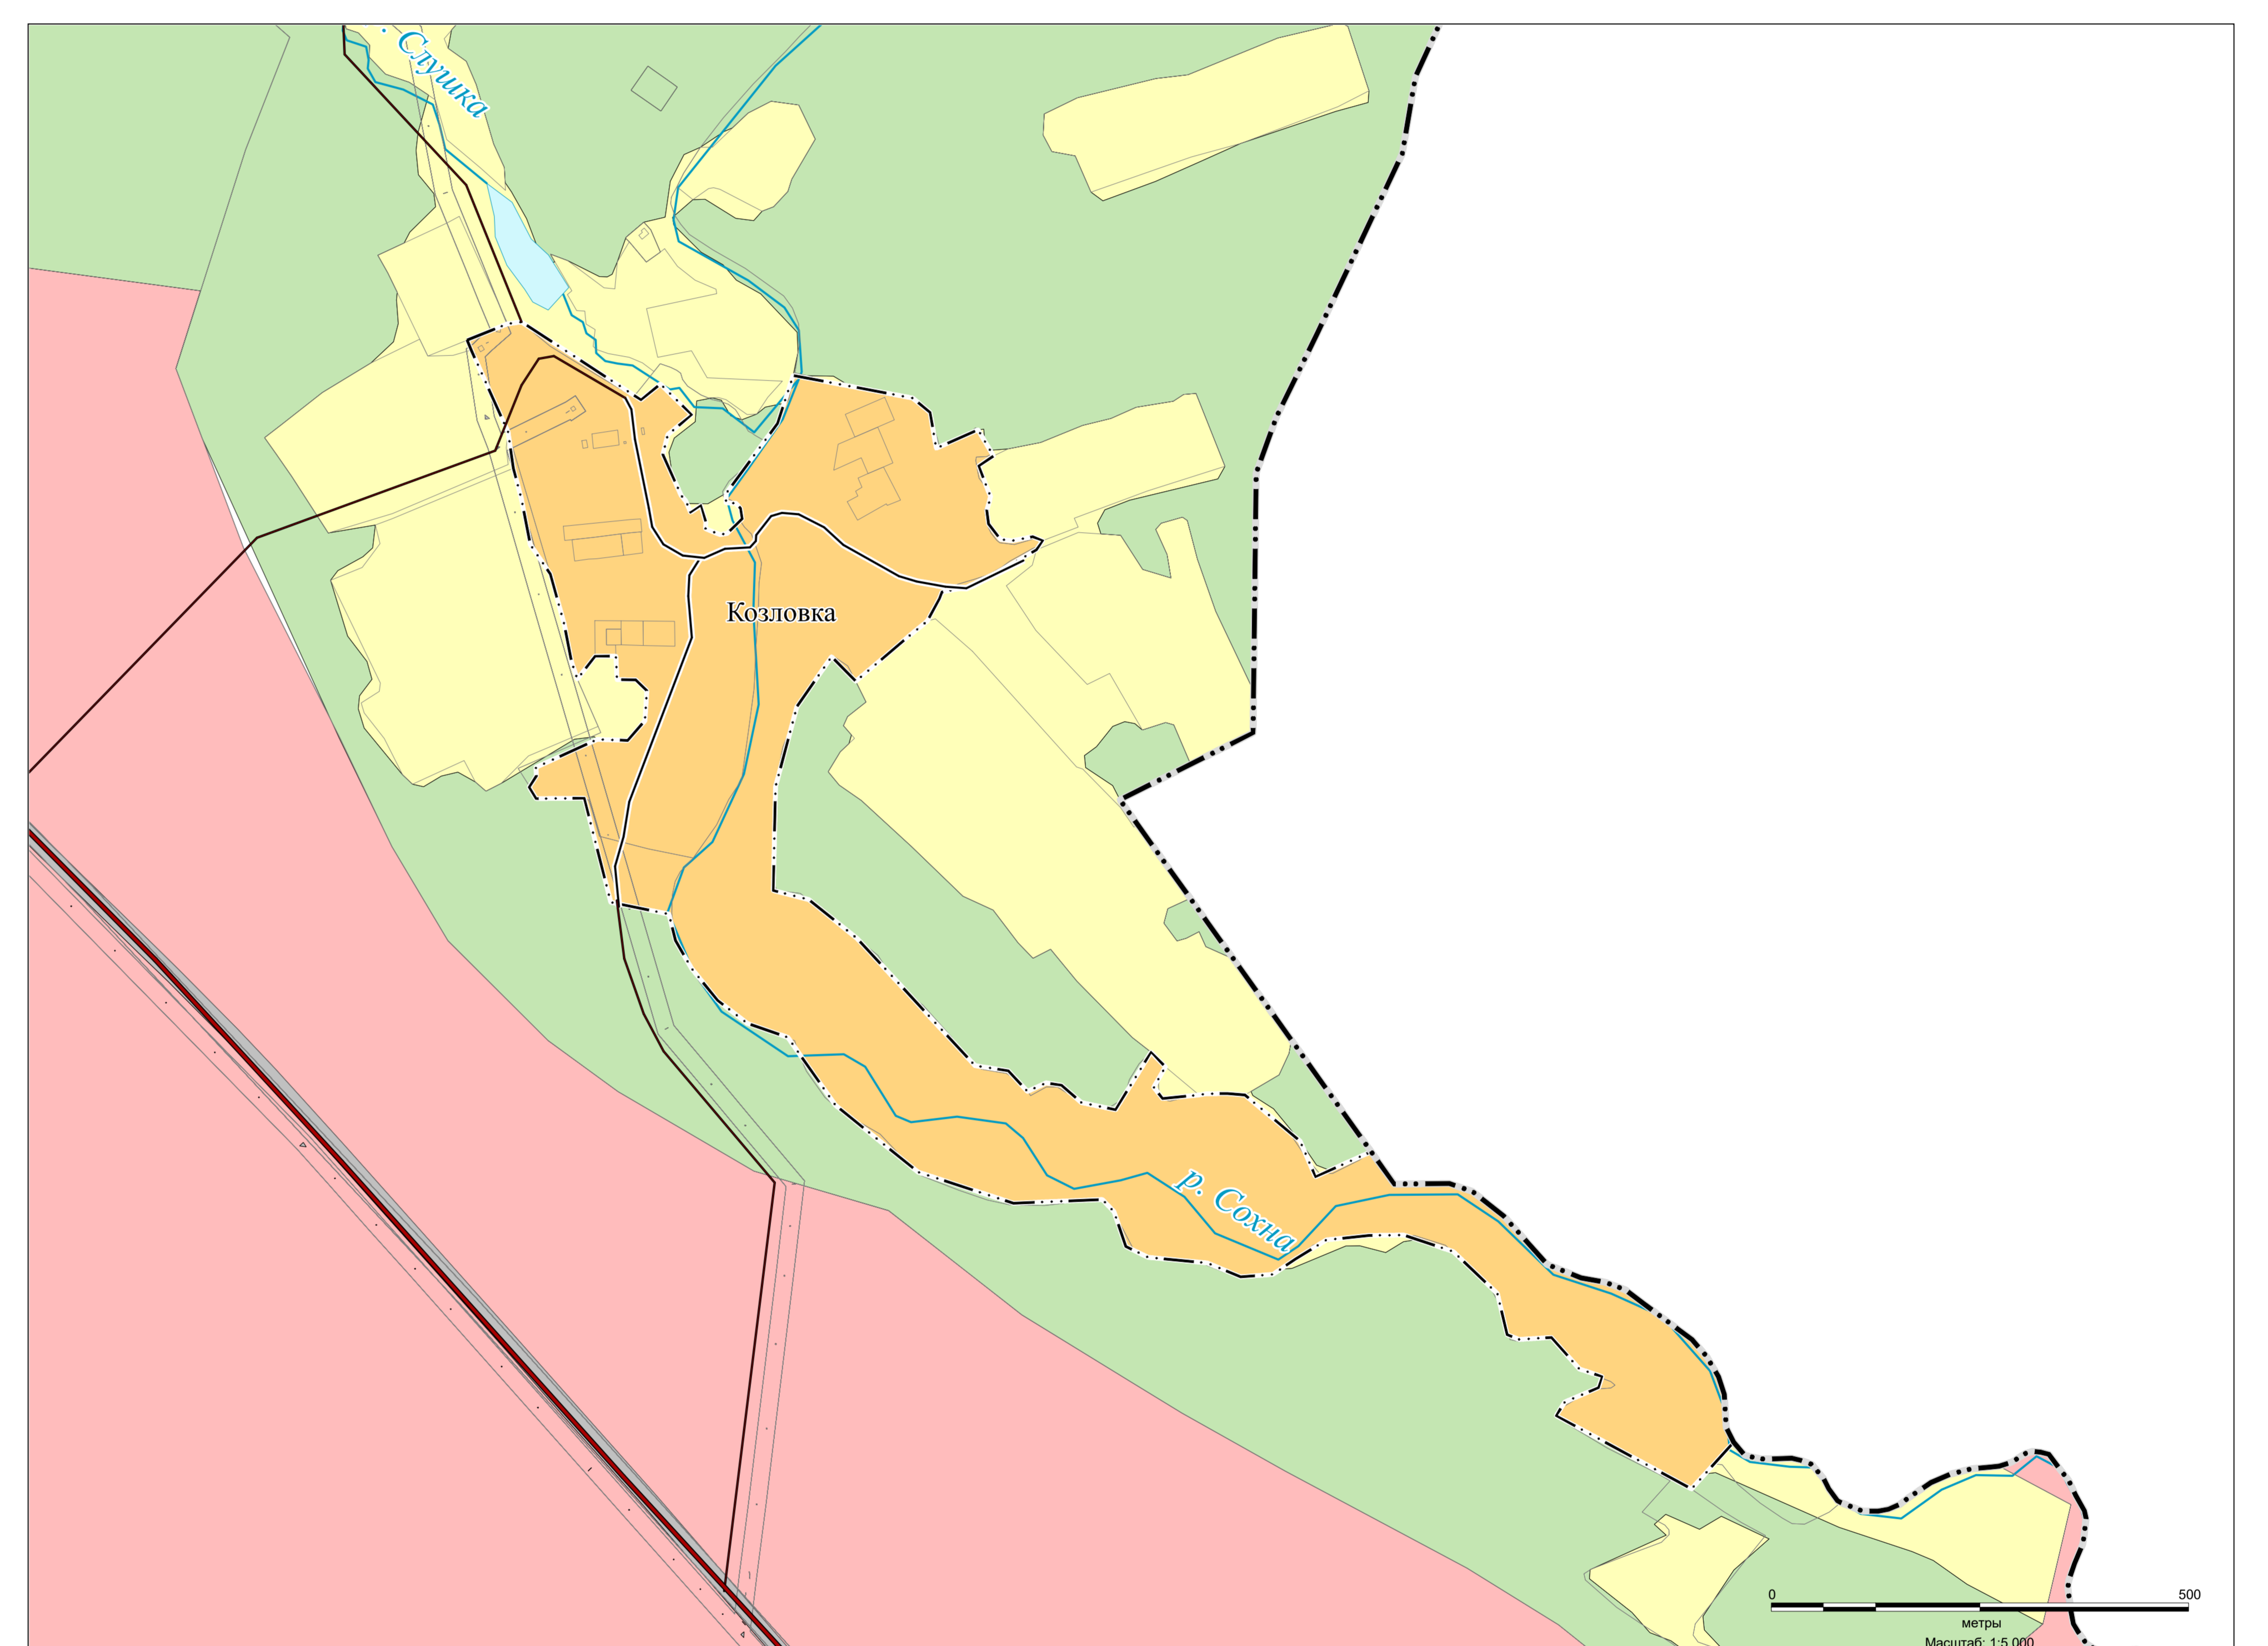 . Слушка
Козловка
р. Сохна
0 500
метры
Масштаб: 1:5 000